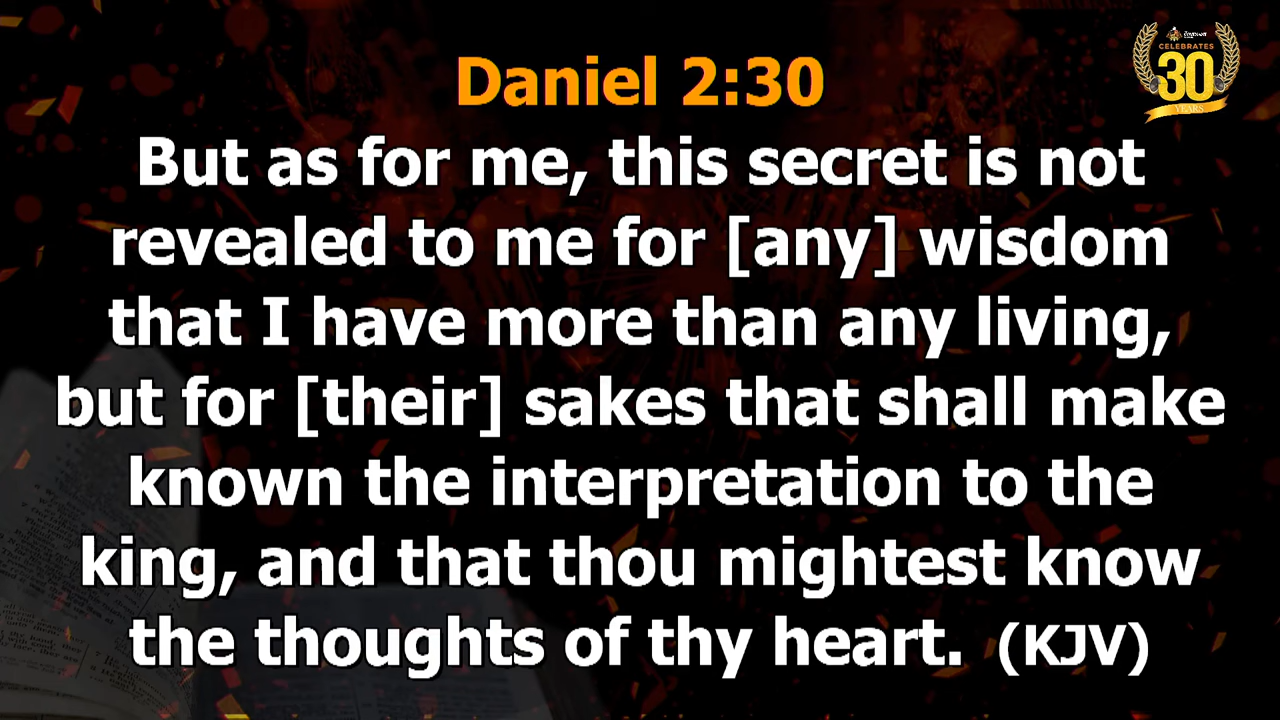 CELEBRATES
30
YEARS
Daniel 2:30
But as for me, this secret is not
revealed to me for [any] wisdom
that I have more than any living,
but for [their] sakes that shall make
known the interpretation to the
king, and that thou mightest know
the thoughts of thy heart. (KJV)